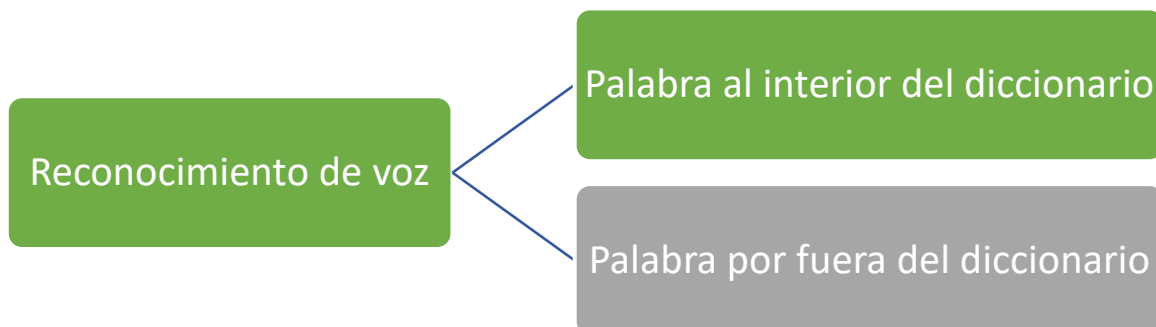 Palabra al interior del diccionario
Reconocimiento de voz
Palabra por fuera del diccionario